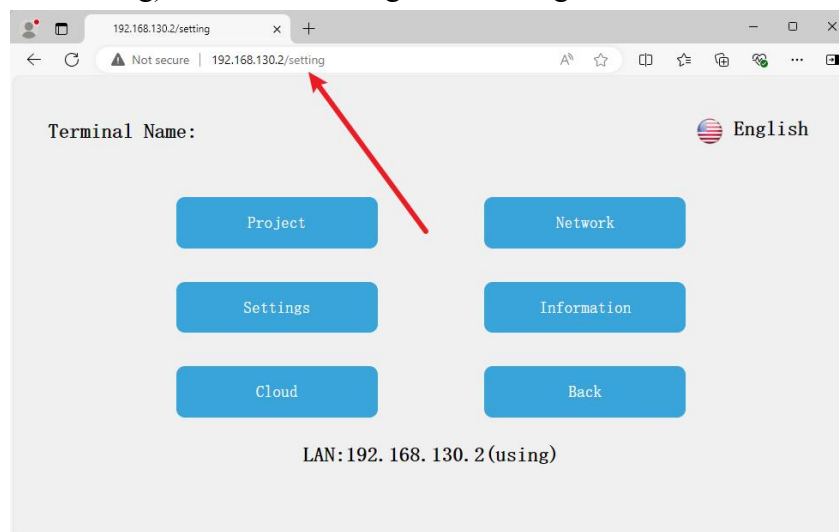 192.168.130.2/setting
Not secure | 192.168.130.2/setting
Terminal Name:
English
Project
Network
Settings
Information
Cloud
Back
LAN:192.168.130.2(using)